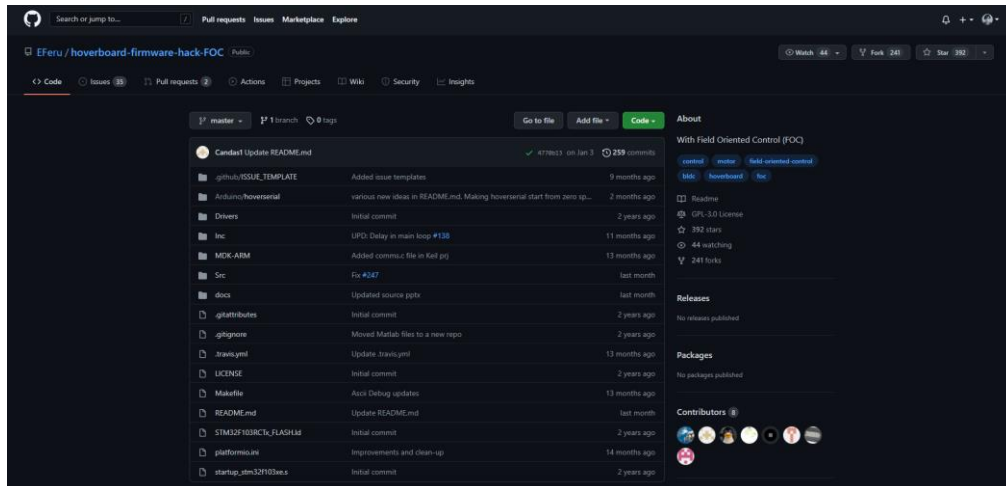 Search or jump to... /
Pull requests Issues Marketplace Explore
EFeru / hoverboard-firmware-hack-FOC Public
Watch 44 Fork 241 Star 392
Code Issues 35 Pull requests 2 Actions Projects Wiki Security Insights
master 1 branch 0 tags Go to file Add file Code
Candas1 Update README.md 4770b13 on Jan 3 259 commits
.github/ISSUE_TEMPLATE Added issue templates 9 months ago
Arduino/hoverserial various new ideas in README.md, Making hoverserial start from zero sp... 2 months ago
Drivers Initial commit 2 years ago
Inc UPD: Delay in main loop #138 11 months ago
MDK-ARM Added comms.c file in Keil prj 13 months ago
Src Fix #247 last month
docs Updated source pptx last month
.gitattributes Initial commit 2 years ago
.gitignore Moved Matlab files to a new repo 2 years ago
.travis.yml Update .travis.yml 13 months ago
LICENSE Initial commit 2 years ago
Makefile Ascii Debug updates 13 months ago
README.md Update README.md last month
STM32F103RCTx_FLASH.ld Initial commit 2 years ago
platformio.ini Improvements and clean-up 14 months ago
startup_stm32f103xe.s Initial commit 2 years ago
About
With Field Oriented Control (FOC)
control motor field-oriented-control
bldc hoverboard foc
Readme
GPL-3.0 License
392 stars
44 watching
241 forks
Releases
No releases published
Packages
No packages published
Contributors 8